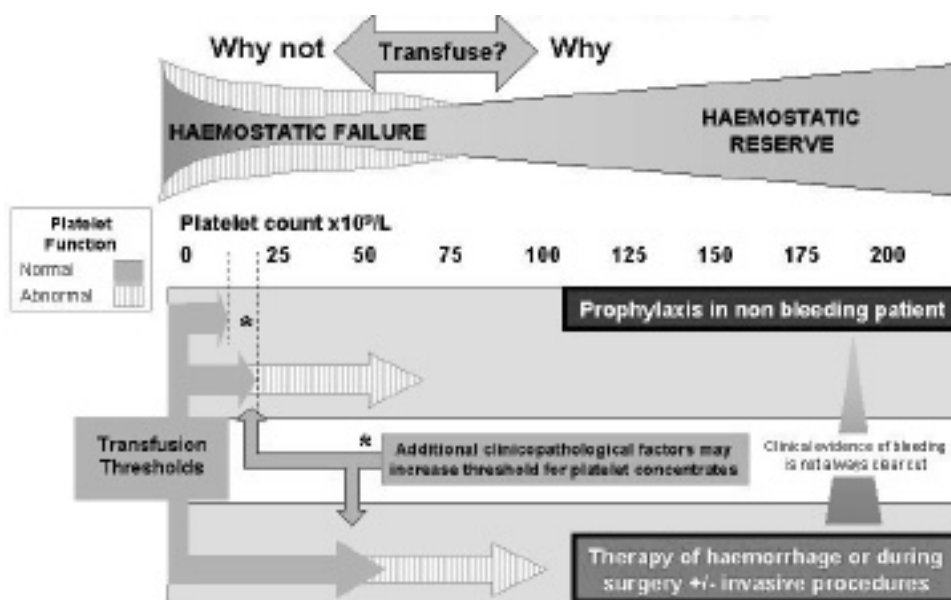 Why not Transfuse? Why
HAEMOSTATIC FAILURE
HAEMOSTATIC
RESERVE
Platelet count x10⁹/L
0 25 50 75 100 125 150 175 200
Platelet
Function
Normal
Abnormal
Prophylaxis in non bleeding patient
*
Transfusion
Thresholds
*
Additional clinicopathological factors may
increase threshold for platelet concentrates
Clinical evidence of bleeding
is not always clear cut
Therapy of haemorrhage or during
surgery +/- invasive procedures